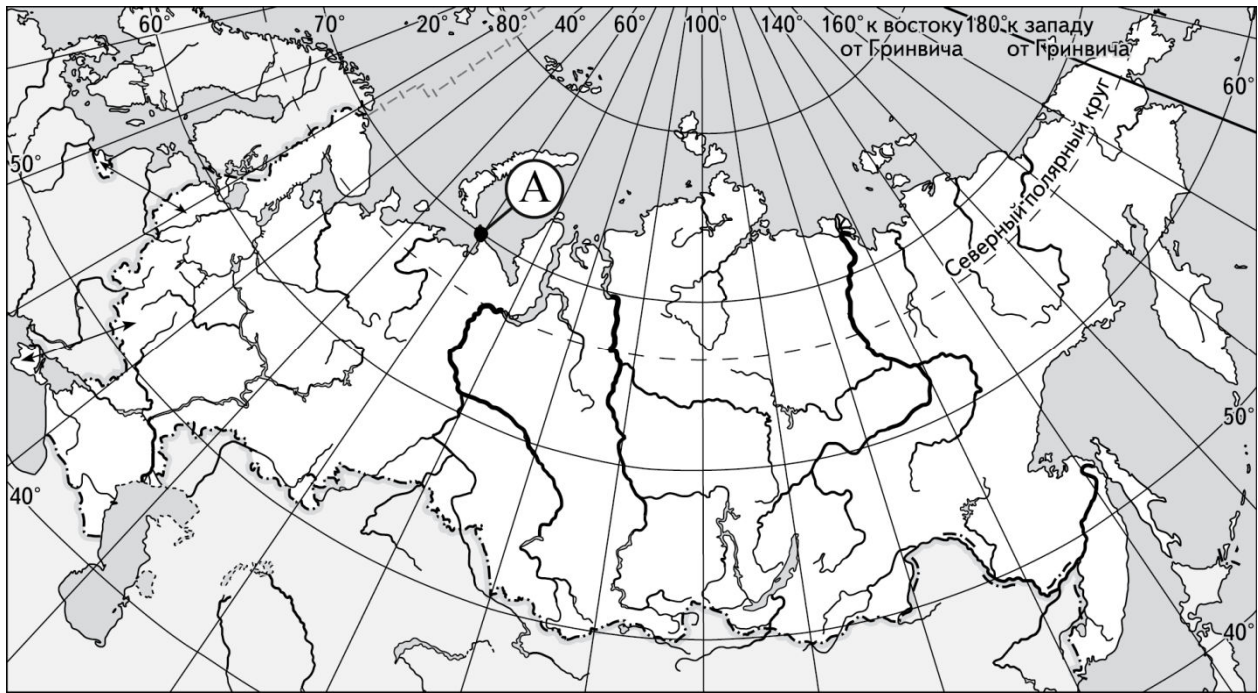 60° 70° 20° 80° 40° 60° 100° 140° 160° к востоку 180° к западу
от Гринвича от Гринвича
60°
Северный полярный круг
А
50°
50°
40°
40°